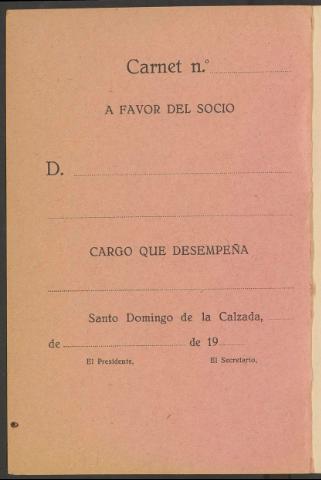 Carnet n.º
A FAVOR DEL SOCIO
D.
CARGO QUE DESEMPEÑA
Santo Domingo de la Calzada,
de de 19
El Presidente, El Secretario,